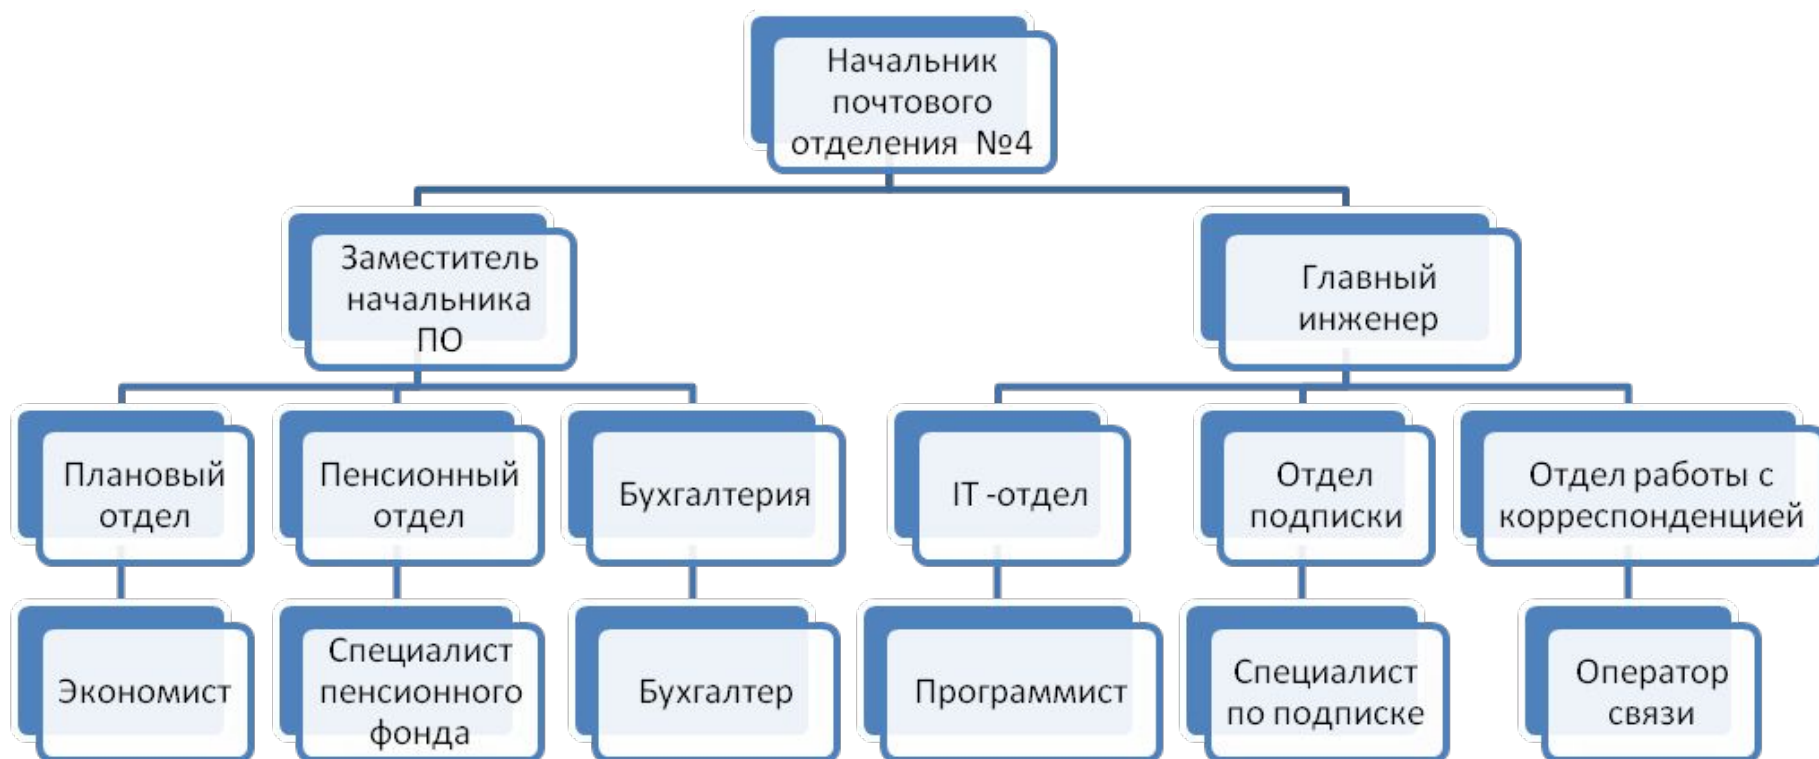 Начальник
почтового
отделения №4
Заместитель
начальника
ПО
Главный
инженер
Плановый
отдел
Пенсионный
отдел
Бухгалтерия
IT -отдел
Отдел
подписки
Отдел работы с
корреспонденцией
Экономист
Специалист
пенсионного
фонда
Бухгалтер
Программист
Специалист
по подписке
Оператор
связи